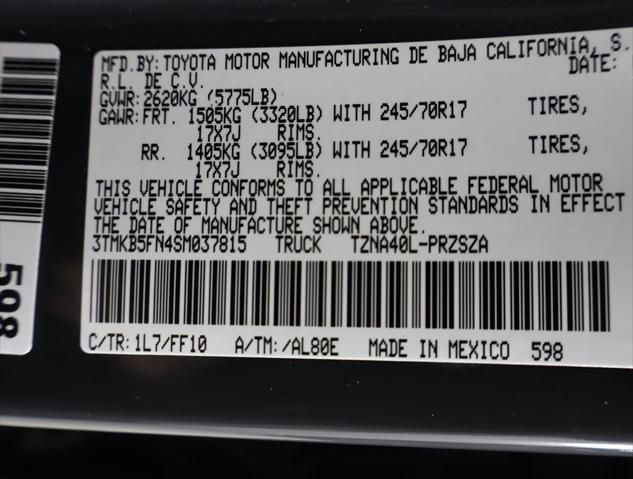 MFD.BY: TOYOTA MOTOR MANUFACTURING DE BAJA CALIFORNIA, S.
R.L. DE C.V. DATE:
GVWR: 2620KG (5775LB)
GAWR: FRT. 1505KG (3320LB) WITH 245/70R17 TIRES,
17X7J RIMS.
RR. 1405KG (3095LB) WITH 245/70R17 TIRES,
17X7J RIMS.
THIS VEHICLE CONFORMS TO ALL APPLICABLE FEDERAL MOTOR
VEHICLE SAFETY AND THEFT PREVENTION STANDARDS IN EFFECT
THE DATE OF MANUFACTURE SHOWN ABOVE.
3TMKB5FN4SM037815 TRUCK TZNA40L-PRZSZA
C/TR: 1L7/FF10 A/TM: /AL80E MADE IN MEXICO 598
598